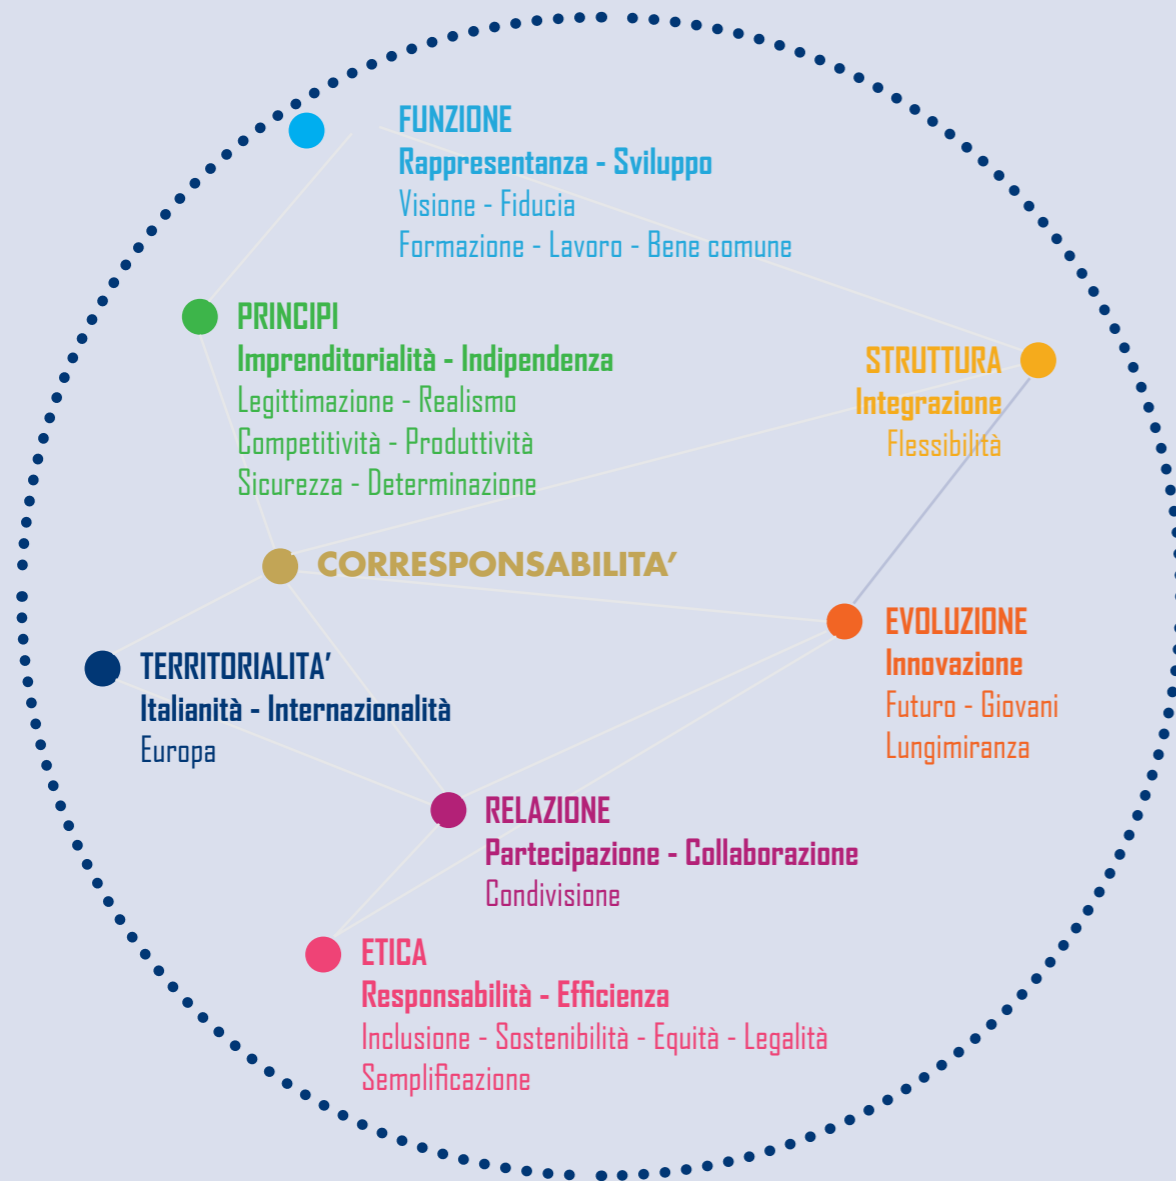 FUNZIONE
Rappresentanza - Sviluppo
Visione - Fiducia
Formazione - Lavoro - Bene comune
PRINCIPI
Imprenditorialità - Indipendenza
Legittimazione - Realismo
Competitività - Produttività
Sicurezza - Determinazione
STRUTTURA
Integrazione
Flessibilità
CORRESPONSABILITA’
EVOLUZIONE
Innovazione
Futuro - Giovani
Lungimiranza
TERRITORIALITA’
Italianità - Internazionalità
Europa
RELAZIONE
Partecipazione - Collaborazione
Condivisione
ETICA
Responsabilità - Efficienza
Inclusione - Sostenibilità - Equità - Legalità
Semplificazione